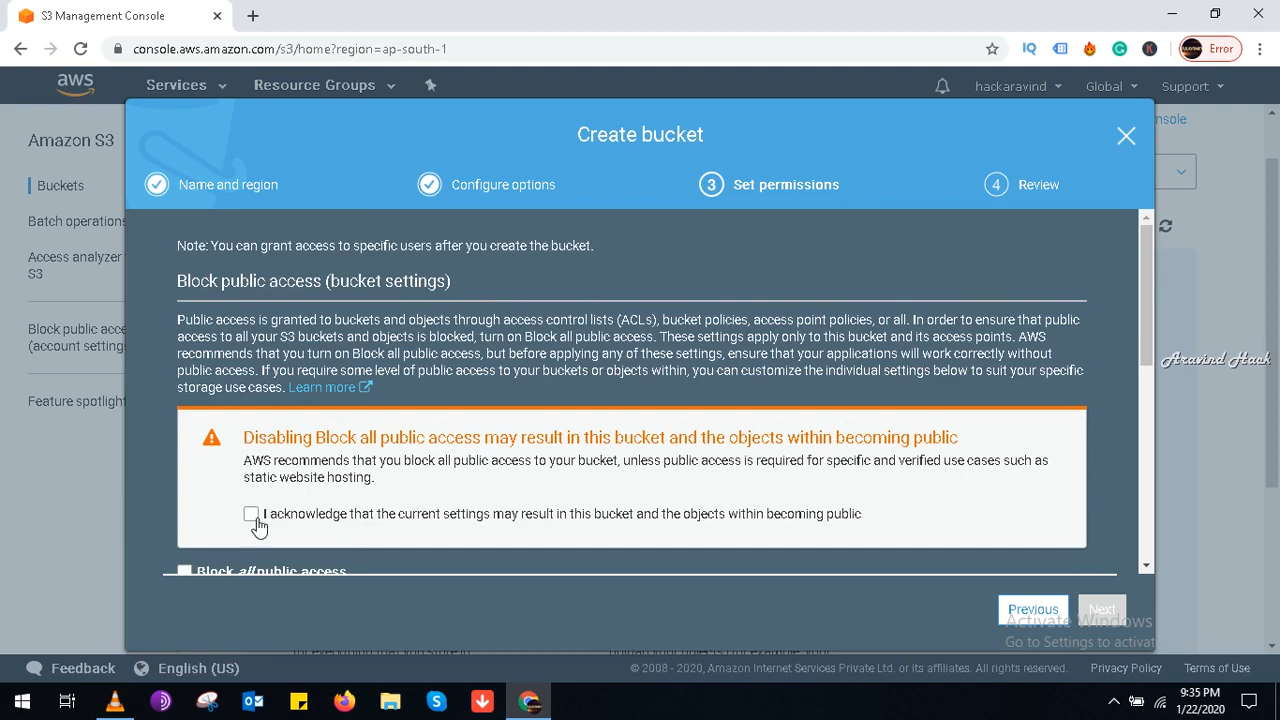 S3 Management Console
console.aws.amazon.com/s3/home?region=ap-south-1
Error
aws
Services
Resource Groups
hackaravind
Global
Support
Amazon S3
Buckets
Batch operations
Access analyzer
S3
Block public acce
(account settings
Feature spotlight
Create bucket
Name and region
Configure options
3 Set permissions
4 Review
Note: You can grant access to specific users after you create the bucket.
Block public access (bucket settings)
Public access is granted to buckets and objects through access control lists (ACLs), bucket policies, access point policies, or all. In order to ensure that public
access to all your S3 buckets and objects is blocked, turn on Block all public access. These settings apply only to this bucket and its access points. AWS
recommends that you turn on Block all public access, but before applying any of these settings, ensure that your applications will work correctly without
public access. If you require some level of public access to your buckets or objects within, you can customize the individual settings below to suit your specific
storage use cases. Learn more
Disabling Block all public access may result in this bucket and the objects within becoming public
AWS recommends that you block all public access to your bucket, unless public access is required for specific and verified use cases such as
static website hosting.
I acknowledge that the current settings may result in this bucket and the objects within becoming public
Block all public access
Previous
Next
Activate Windows
Go to Settings to activat
nsole
Aravind Hack
Feedback
English (US)
© 2008 - 2020, Amazon Internet Services Private Ltd. or its affiliates. All rights reserved.
Privacy Policy
Terms of Use
9:35 PM
1/22/2020